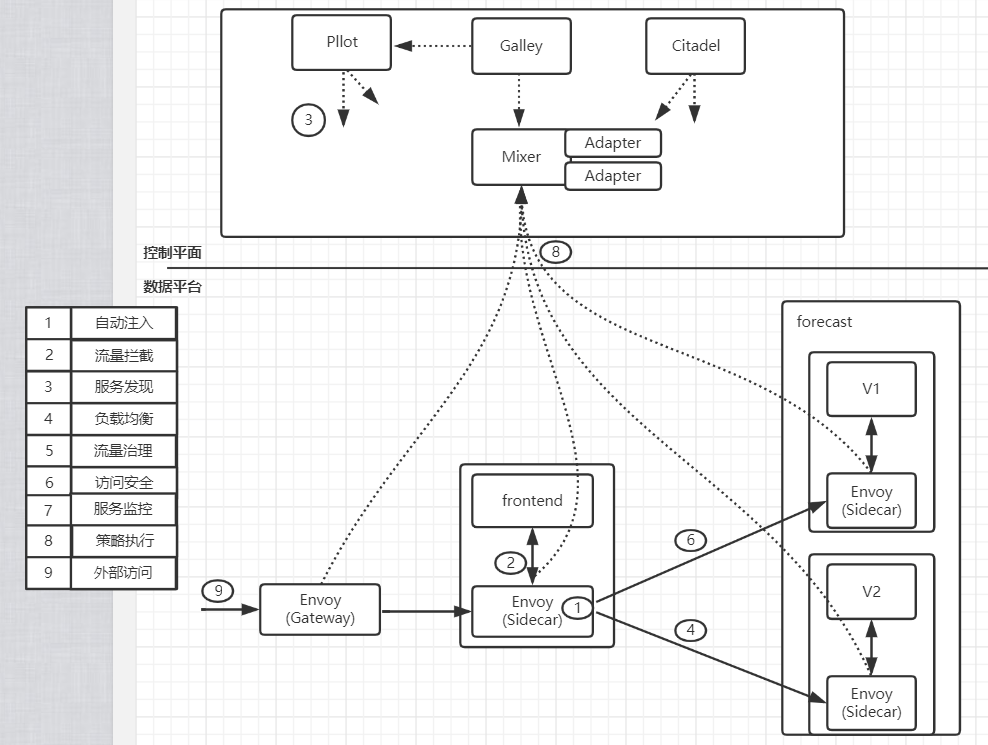 Pllot
Galley
Citadel
3
Mixer
Adapter
Adapter
8
控制平面
数据平台
1 自动注入
2 流量拦截
3 服务发现
4 负载均衡
5 流量治理
6 访问安全
7 服务监控
8 策略执行
9 外部访问
forecast
V1
Envoy
(Sidecar)
frontend
2
6
9
Envoy
(Gateway)
Envoy
(Sidecar)
1
4
V2
Envoy
(Sidecar)